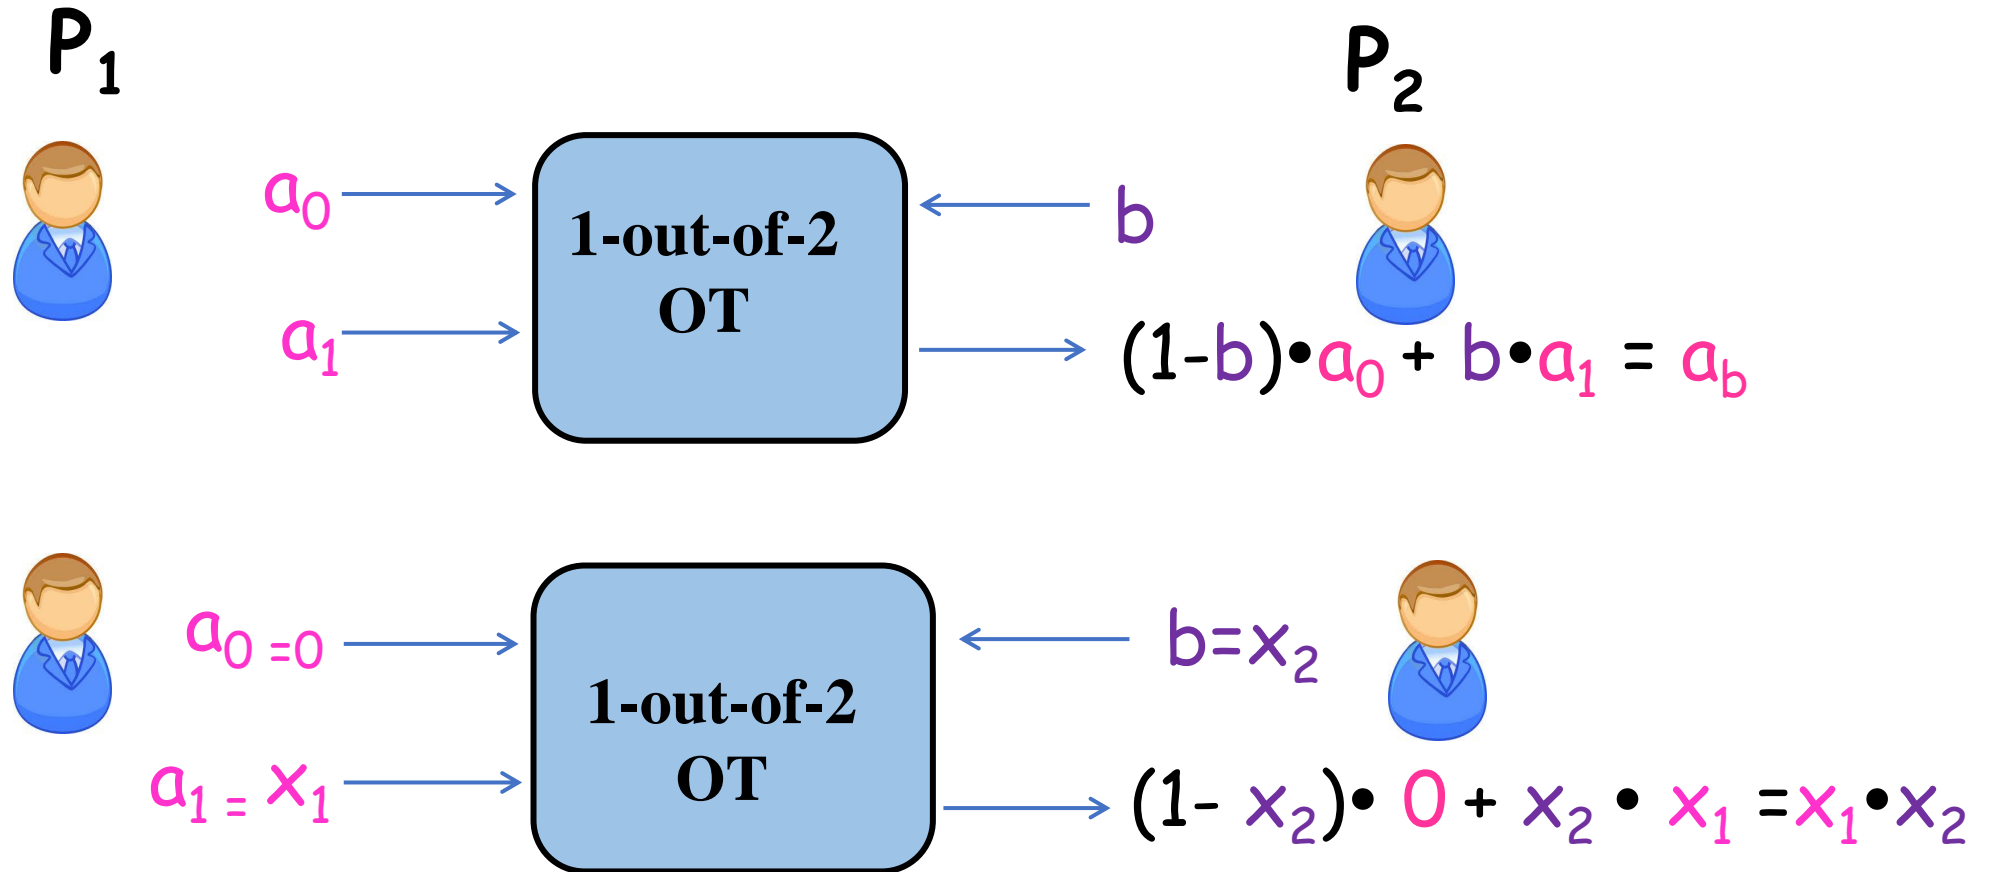 P₁
P₂
a₀
b
1-out-of-2
OT
a₁
(1-b)•a₀ + b•a₁ = a_b
a₀ =0
b=x₂
1-out-of-2
OT
a₁ = x₁
(1- x₂)• 0 + x₂ • x₁ =x₁•x₂